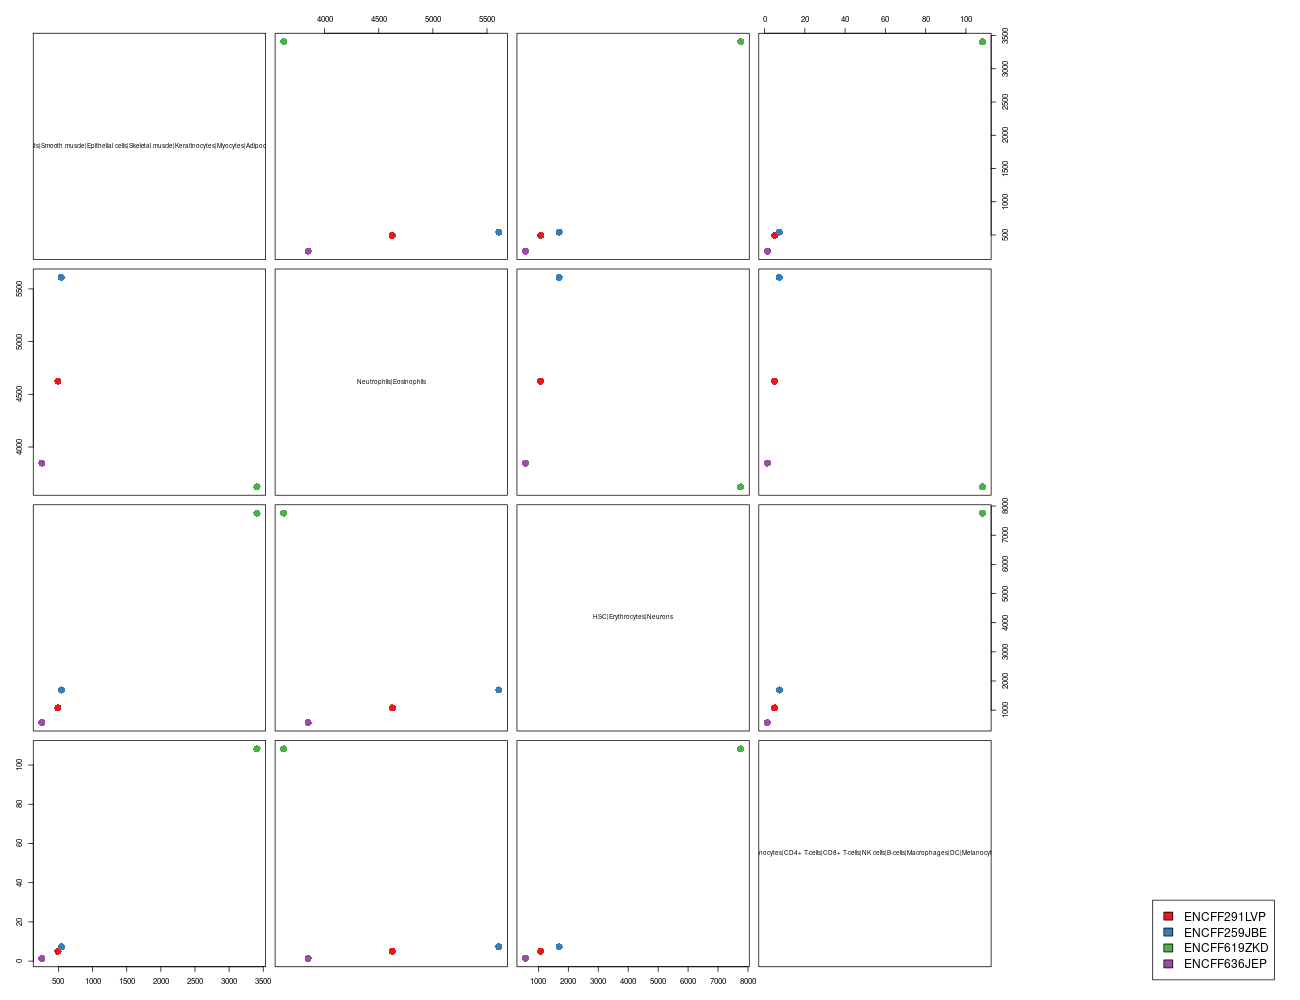 4000 4500 5000 5500
0 20 40 60 80 100
ts|Smooth muscle|Epithelial cells|Skeletal muscle|Keratinocytes|Myocytes|Adipoc
3500
3000
2500
2000
1500
1000
500
5500
5000
4500
4000
Neutrophils|Eosinophils
HSC|Erythrocytes|Neurons
8000
7000
6000
5000
4000
3000
2000
1000
100
80
60
40
20
0
nocytes|CD4+ T-cells|CD8+ T-cells|NK cells|B-cells|Macrophages|DC|Melanocyt
500 1000 1500 2000 2500 3000 3500
1000 2000 3000 4000 5000 6000 7000 8000
ENCFF291LVP
ENCFF259JBE
ENCFF619ZKD
ENCFF636JEP